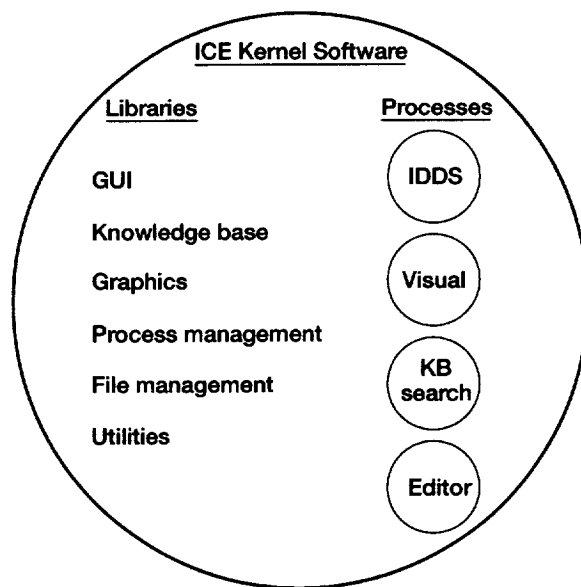 ICE Kernel Software
Libraries
GUI
Knowledge base
Graphics
Process management
File management
Utilities
Processes
IDDS
Visual
KB
search
Editor